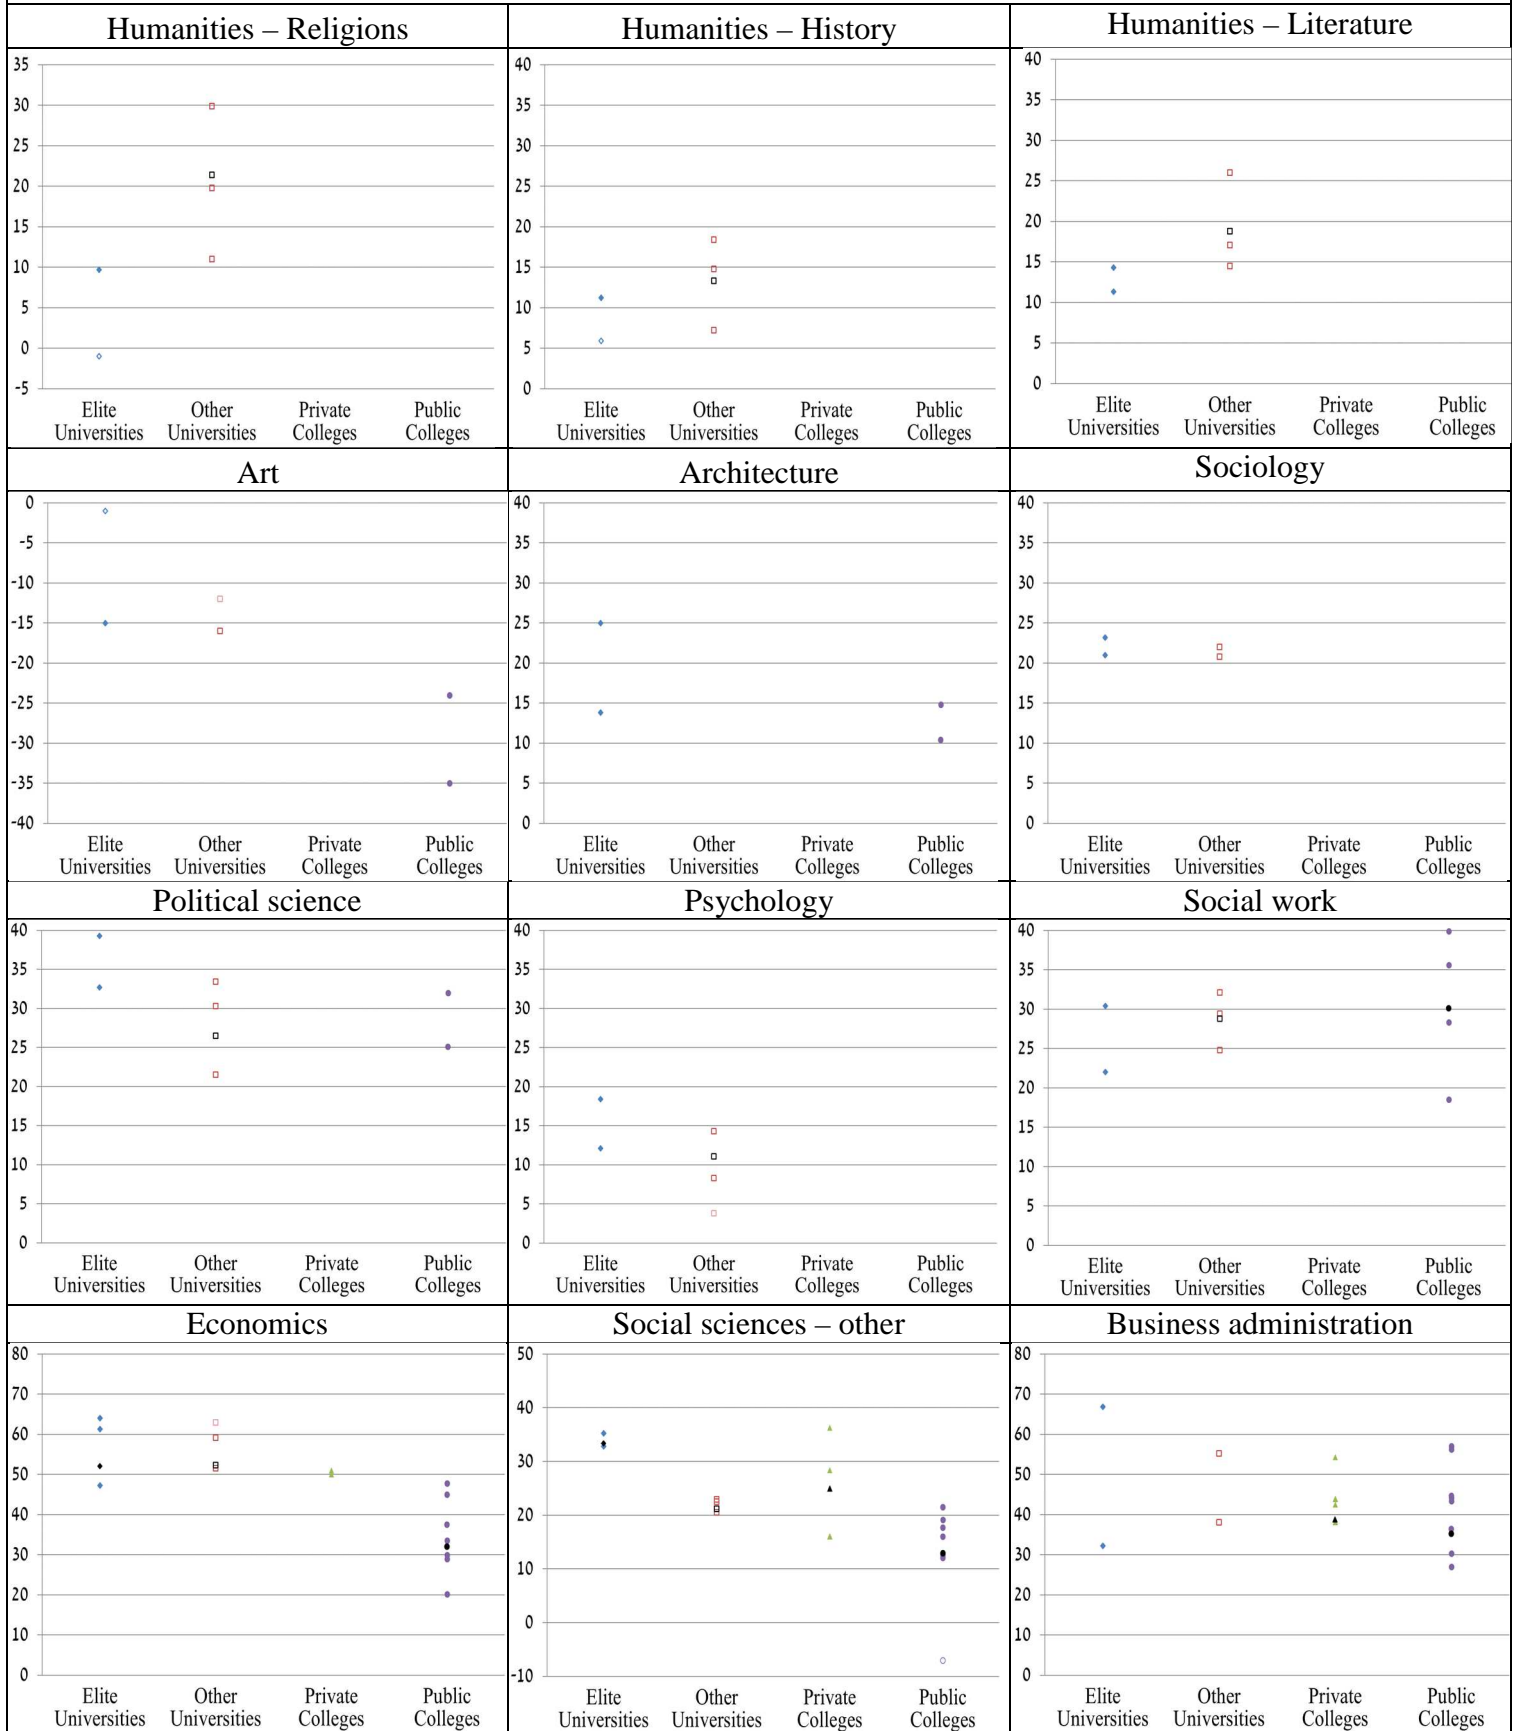 Humanities – Religions
Humanities – History
Humanities – Literature
35
30
25
20
15
10
5
0
-5
Elite Other Private Public
Universities Universities Colleges Colleges
40
35
30
25
20
15
10
5
0
Elite Other Private Public
Universities Universities Colleges Colleges
40
35
30
25
20
15
10
5
0
Elite Other Private Public
Universities Universities Colleges Colleges
Art
Architecture
Sociology
0
-5
-10
-15
-20
-25
-30
-35
-40
Elite Other Private Public
Universities Universities Colleges Colleges
40
35
30
25
20
15
10
5
0
Elite Other Private Public
Universities Universities Colleges Colleges
40
35
30
25
20
15
10
5
0
Elite Other Private Public
Universities Universities Colleges Colleges
Political science
Psychology
Social work
40
35
30
25
20
15
10
5
0
Elite Other Private Public
Universities Universities Colleges Colleges
40
35
30
25
20
15
10
5
0
Elite Other Private Public
Universities Universities Colleges Colleges
40
35
30
25
20
15
10
5
0
Elite Other Private Public
Universities Universities Colleges Colleges
Economics
Social sciences – other
Business administration
80
70
60
50
40
30
20
10
0
Elite Other Private Public
Universities Universities Colleges Colleges
50
40
30
20
10
0
-10
Elite Other Private Public
Universities Universities Colleges Colleges
80
70
60
50
40
30
20
10
0
Elite Other Private Public
Universities Universities Colleges Colleges